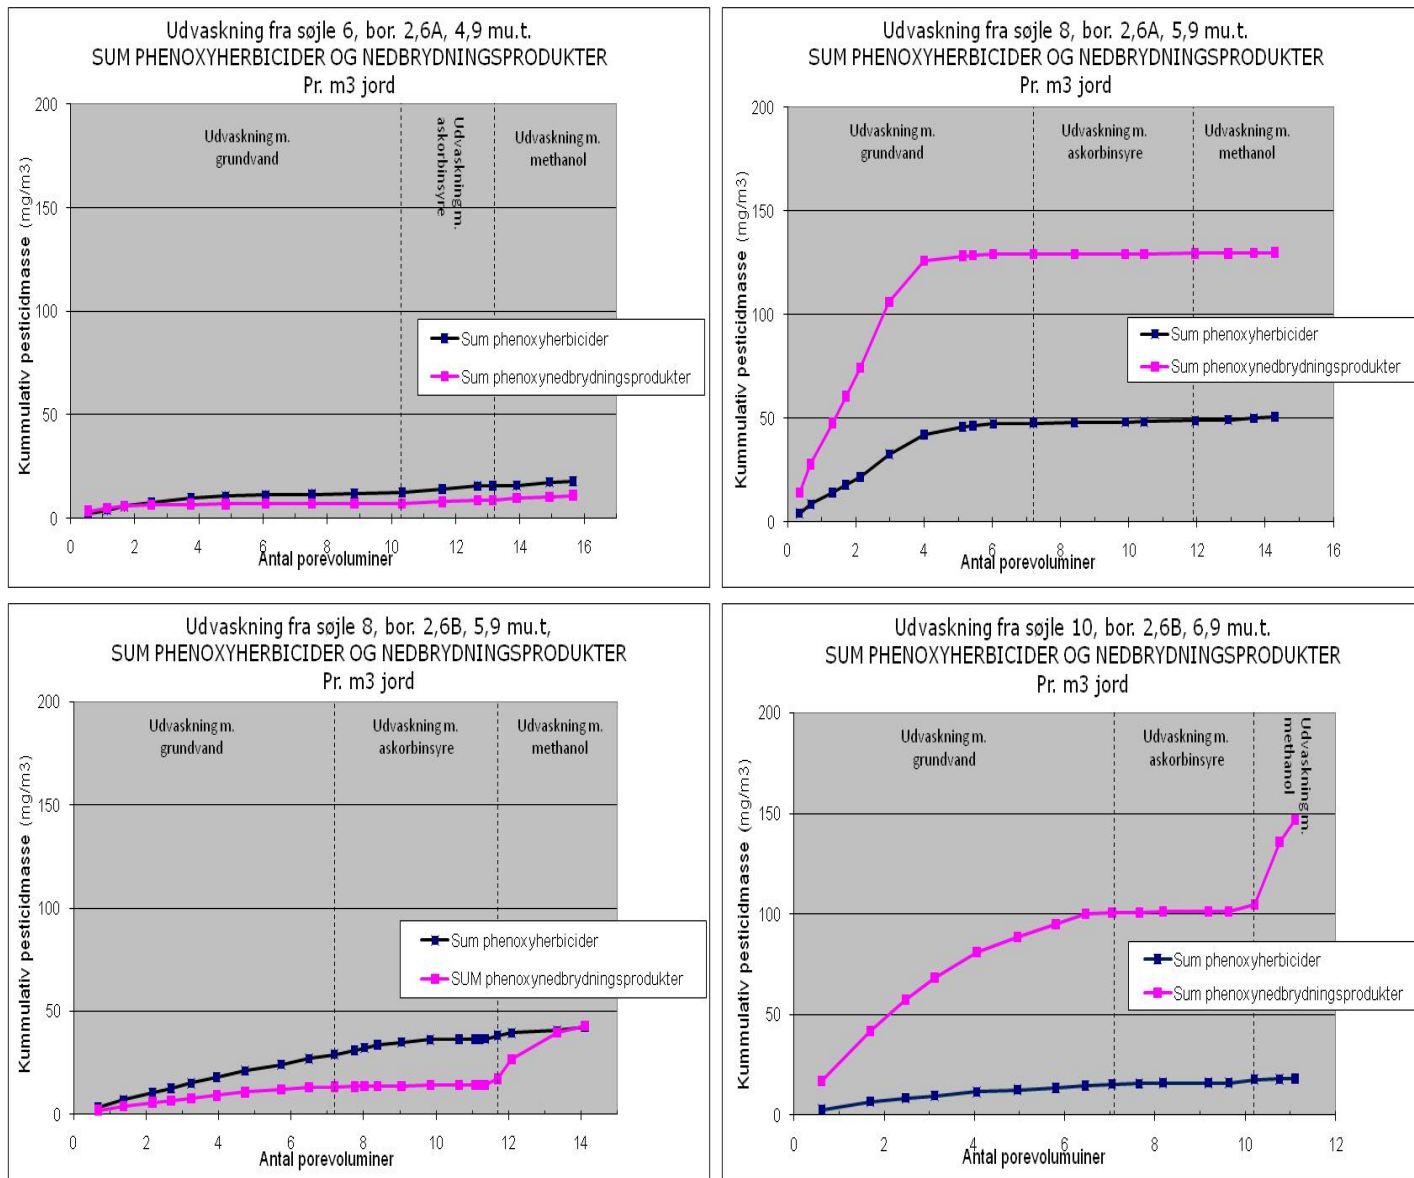 Udvaskning fra søjle 6, bor. 2,6A, 4,9 mu.t.
SUM PHENOXYHERBICIDER OG NEDBRYDNINGSPRODUKTER
Pr. m3 jord
Kummulativ pesticidmasse (mg/m3)
200
150
100
50
0
Udvaskning m.
grundvand
Udvaskning m.
askorbinsyre
Udvaskning m.
methanol
Sum phenoxyherbicider
Sum phenoxynedbrydningsprodukter
0 2 4 6 8 10 12 14 16
Antal porevoluminer
Udvaskning fra søjle 8, bor. 2,6A, 5,9 mu.t.
SUM PHENOXYHERBICIDER OG NEDBRYDNINGSPRODUKTER
Pr. m3 jord
Kummulativ pesticidmasse (mg/m3)
200
150
100
50
0
Udvaskning m.
grundvand
Udvaskning m.
askorbinsyre
Udvaskning m.
methanol
Sum phenoxyherbicider
Sum phenoxynedbrydningsprodukter
0 2 4 6 8 10 12 14 16
Antal porevoluminer
Udvaskning fra søjle 8, bor. 2,6B, 5,9 mu.t,
SUM PHENOXYHERBICIDER OG NEDBRYDNINGSPRODUKTER
Pr. m3 jord
Kummulativ pesticidmasse (mg/m3)
200
150
100
50
0
Udvaskning m.
grundvand
Udvaskning m.
askorbinsyre
Udvaskning m.
methanol
Sum phenoxyherbicider
SUM phenoxynedbrydningsprodukter
0 2 4 6 8 10 12 14
Antal porevoluminer
Udvaskning fra søjle 10, bor. 2,6B, 6,9 mu.t.
SUM PHENOXYHERBICIDER OG NEDBRYDNINGSPRODUKTER
Pr. m3 jord
Kummulativ pesticidmasse (mg/m3)
200
150
100
50
0
Udvaskning m.
grundvand
Udvaskning m.
askorbinsyre
Udvaskning m.
methanol
Sum phenoxyherbicider
Sum phenoxynedbrydningsprodukter
0 2 4 6 8 10 12
Antal porevolumuiner